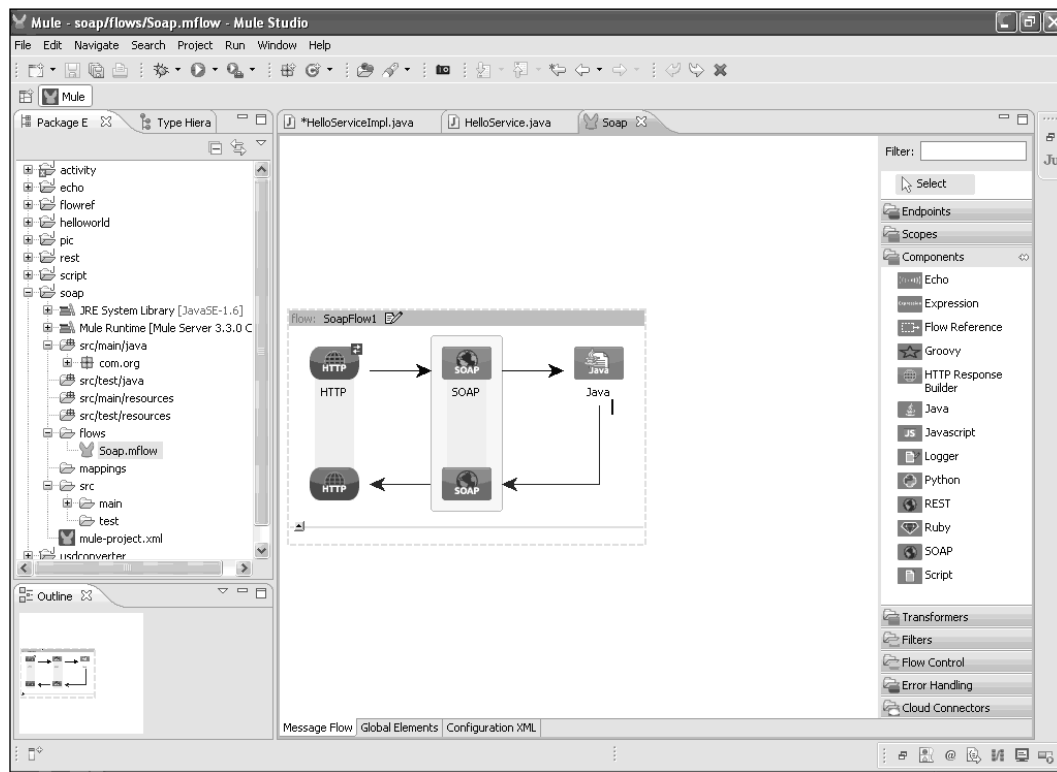 Mule - soap/flows/Soap.mflow - Mule Studio
File Edit Navigate Search Project Run Window Help
Mule
Package E
Type Hiera
activity
echo
flowref
helloworld
pic
rest
script
soap
JRE System Library [JavaSE-1.6]
Mule Runtime [Mule Server 3.3.0 C
src/main/java
com.org
src/test/java
src/main/resources
src/test/resources
flows
Soap.mflow
mappings
src
main
test
mule-project.xml
usdconverter
Outline
*HelloServiceImpl.java
HelloService.java
Soap
flow: SoapFlow1
HTTP
SOAP
Java
HTTP
SOAP
Java
HTTP
SOAP
Message Flow
Global Elements
Configuration XML
Filter:
Select
Endpoints
Scopes
Components
Echo
Expression
Flow Reference
Groovy
HTTP Response
Builder
Java
JS Javascript
Logger
Python
REST
Ruby
SOAP
Script
Transformers
Filters
Flow Control
Error Handling
Cloud Connectors
Ju